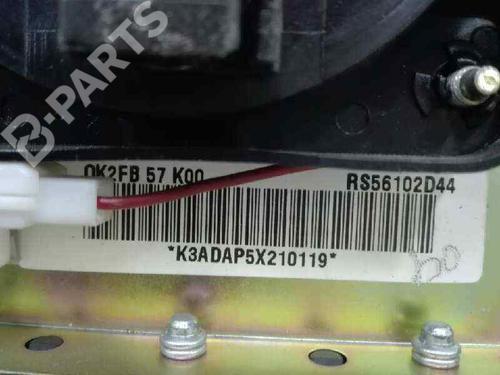 B-PARTS
0K2FB 57 K00 RS56102D44
*K3ADAP5X210119*